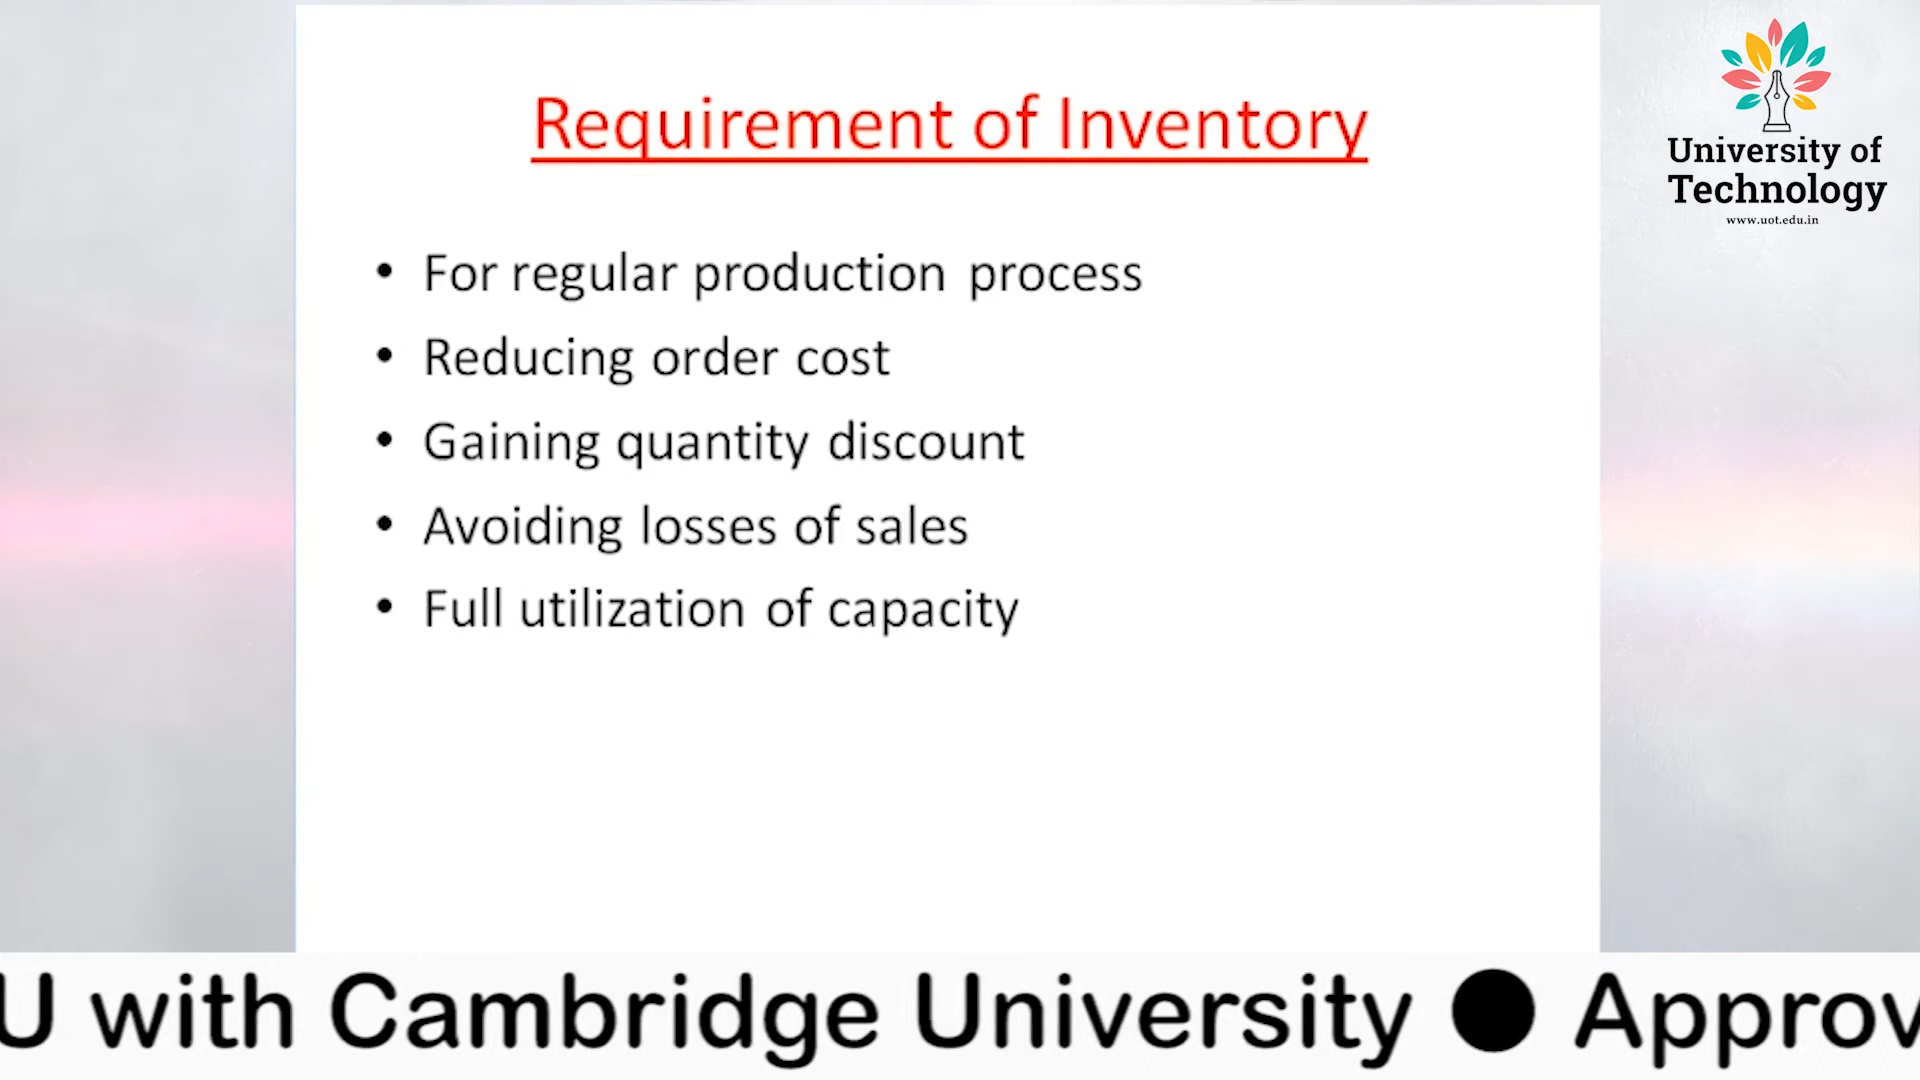 Requirement of Inventory
University of
Technology
www.uot.edu.in
• For regular production process
• Reducing order cost
• Gaining quantity discount
• Avoiding losses of sales
• Full utilization of capacity
U with Cambridge University ● Approv